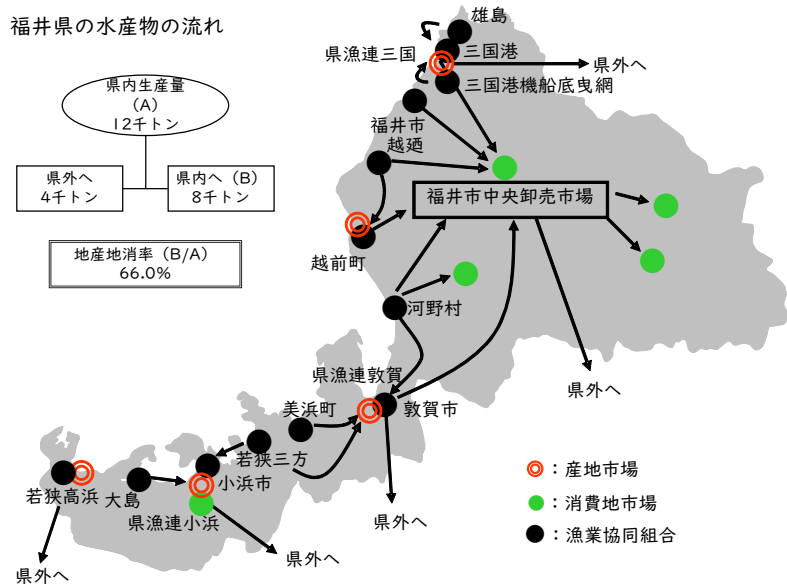 福井県の水産物の流れ
県内生産量
(A)
12千トン
県外へ
4千トン
県内へ (B)
8千トン
地産地消率 (B/A)
66.0%
雄島
県漁連三国
三国港
県外へ
三国港機船底曳網
福井市
越廼
福井市中央卸売市場
越前町
河野村
県漁連敦賀
県外へ
美浜町
敦賀市
若狭三方
小浜市
若狭高浜
大島
県漁連小浜
県外へ
県外へ
県外へ
：産地市場
：消費地市場
：漁業協同組合